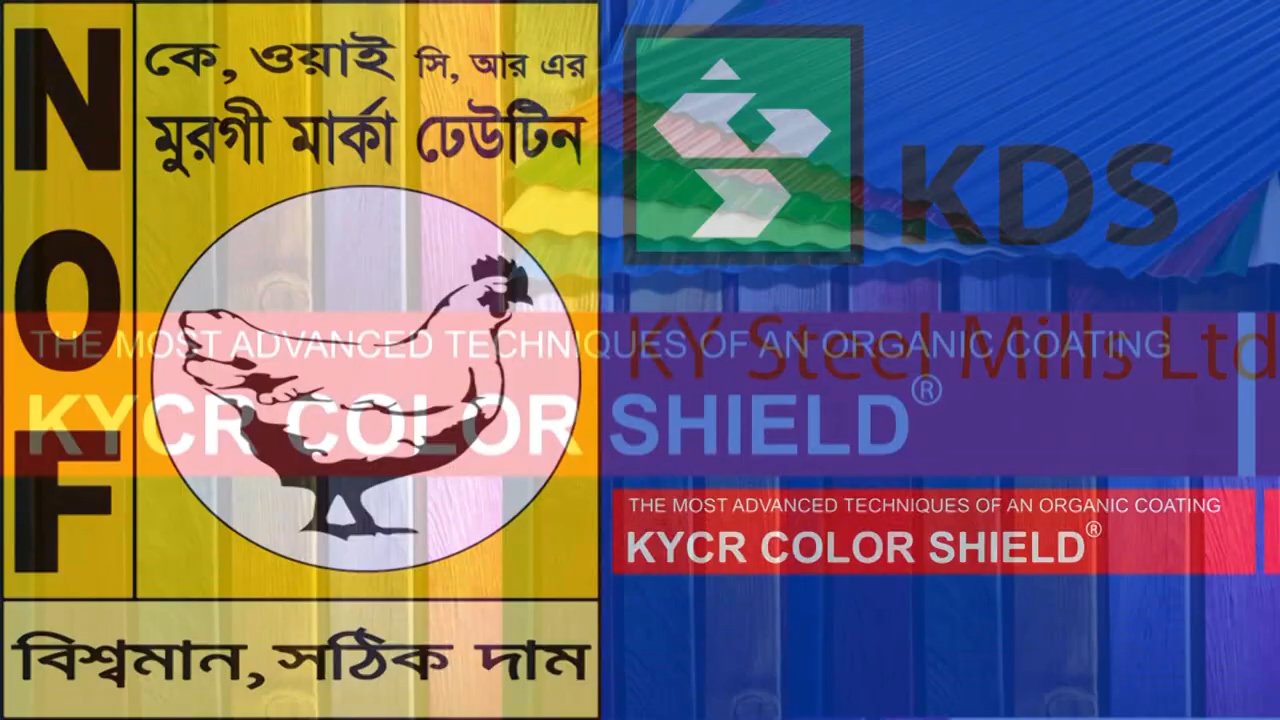 NOF
কে, ওয়াই সি, আর এর
মুরগী মার্কা ঢেউটিন
বিশ্বমান, সঠিক দাম
KDS
KY Steel Mills Ltd
THE MOST ADVANCED TECHNIQUES OF AN ORGANIC COATING
KYCR COLOR SHIELD®
THE MOST ADVANCED TECHNIQUES OF AN ORGANIC COATING
KYCR COLOR SHIELD®